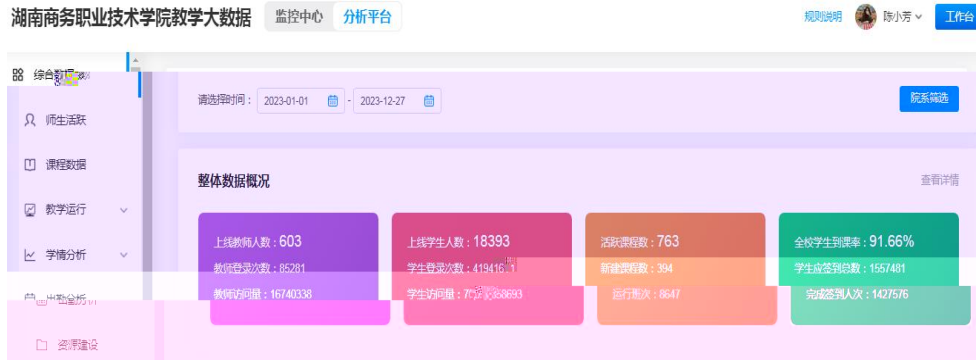 湖南商务职业技术学院教学大数据 监控中心 分析平台 规则说明 陈小芳 工作台
综合数据
请选择时间： 2023-01-01 - 2023-12-27 院系筛选
师生活跃
课程数据
整体数据概况 查看详情
教学运行
上线教师人数：603 上线学生人数：18393 活跃课程数：763 全校学生到课率：91.66%
学情分析
教师登录次数：85281 学生登录次数： 新建课程数：394 学生应签到总数：1557481
教师访问量：16740338 学生访问量： 运行班次：8647 完成签到人次：1427576
资源建设